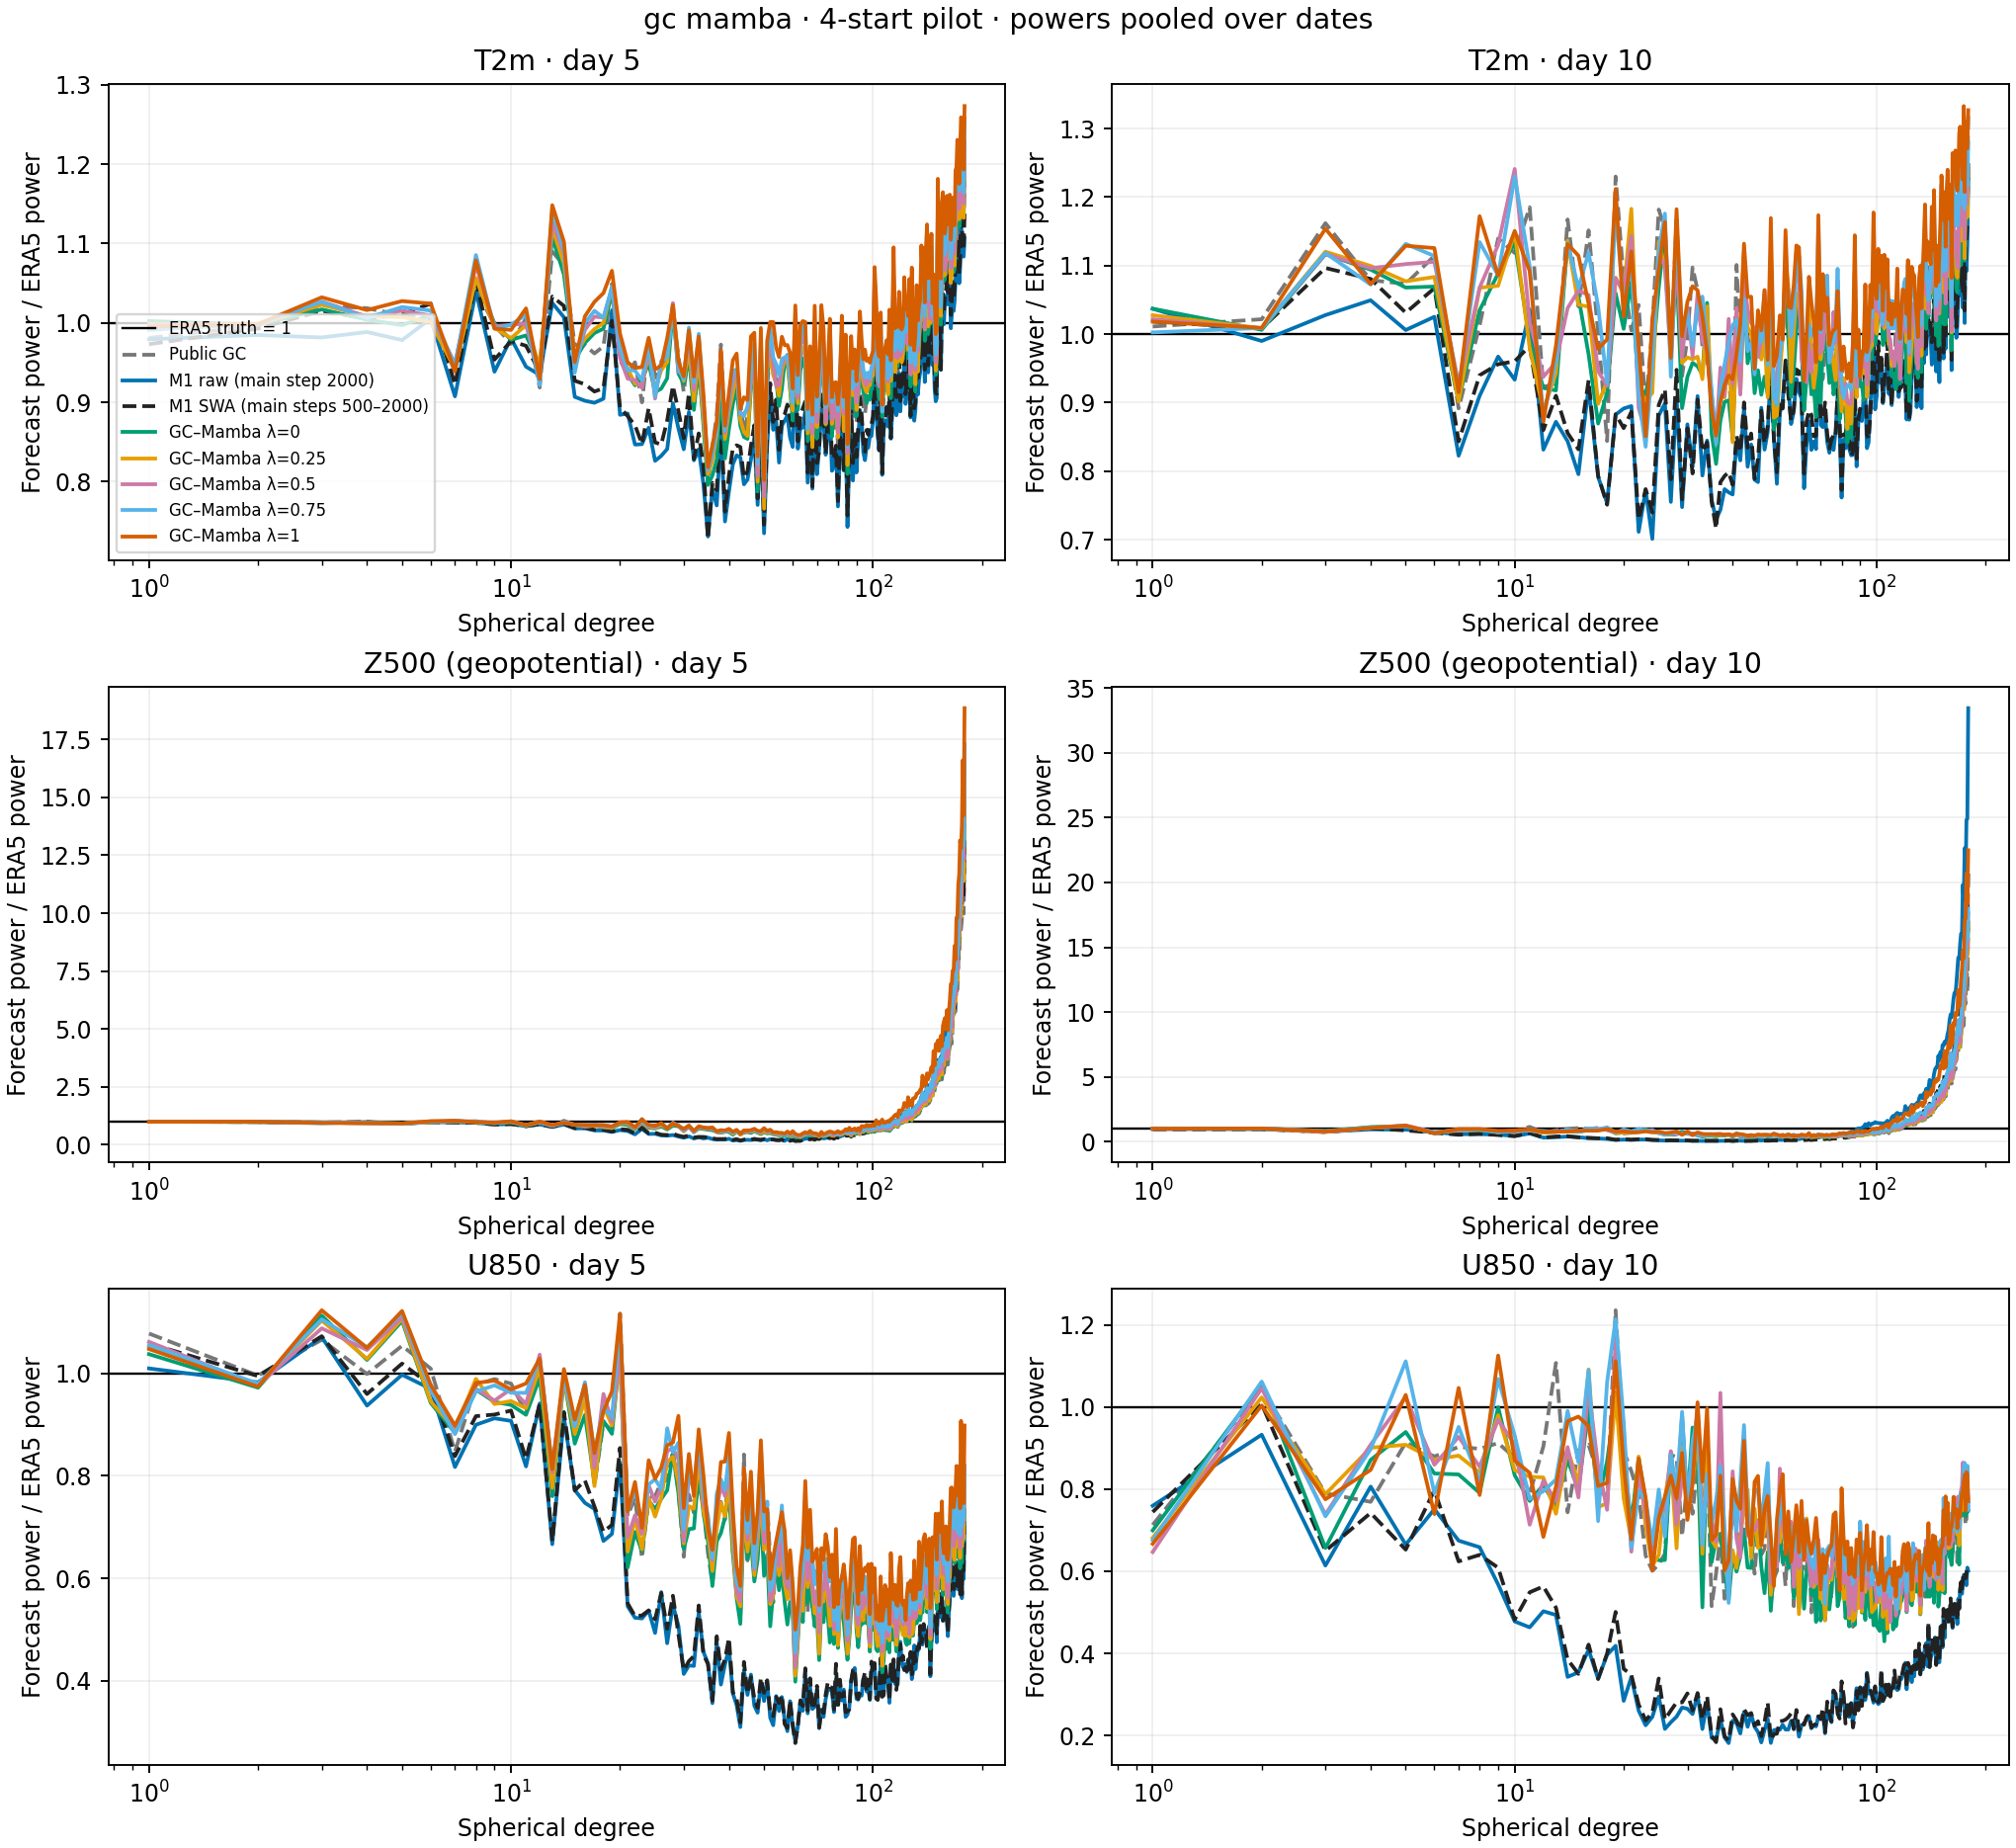 gc mamba · 4-start pilot · powers pooled over dates
T2m · day 5
Forecast power / ERA5 power
1.3
1.2
1.1
1.0
0.9
0.8
ERA5 truth = 1
Public GC
M1 raw (main step 2000)
M1 SWA (main steps 500–2000)
GC–Mamba λ=0
GC–Mamba λ=0.25
GC–Mamba λ=0.5
GC–Mamba λ=0.75
GC–Mamba λ=1
10⁰ 10¹ 10²
Spherical degree
T2m · day 10
Forecast power / ERA5 power
1.3
1.2
1.1
1.0
0.9
0.8
0.7
10⁰ 10¹ 10²
Spherical degree
Z500 (geopotential) · day 5
Forecast power / ERA5 power
17.5
15.0
12.5
10.0
7.5
5.0
2.5
0.0
10⁰ 10¹ 10²
Spherical degree
Z500 (geopotential) · day 10
Forecast power / ERA5 power
35
30
25
20
15
10
5
0
10⁰ 10¹ 10²
Spherical degree
U850 · day 5
Forecast power / ERA5 power
1.0
0.8
0.6
0.4
10⁰ 10¹ 10²
Spherical degree
U850 · day 10
Forecast power / ERA5 power
1.2
1.0
0.8
0.6
0.4
0.2
10⁰ 10¹ 10²
Spherical degree